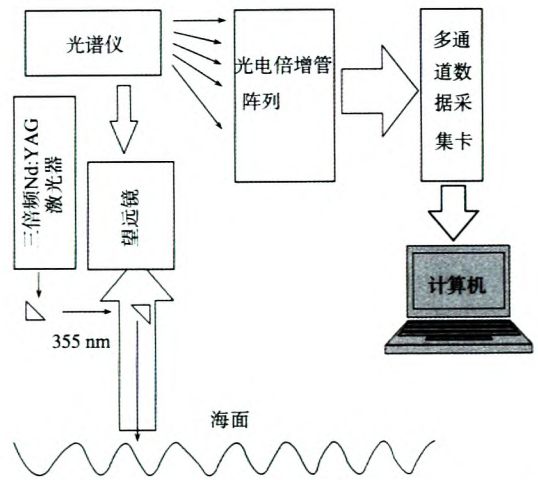 光谱仪
光电倍增管
阵列
多通
道数
据采
集卡
三倍频Nd:YAG
激光器
望远镜
计算机
355 nm
海面